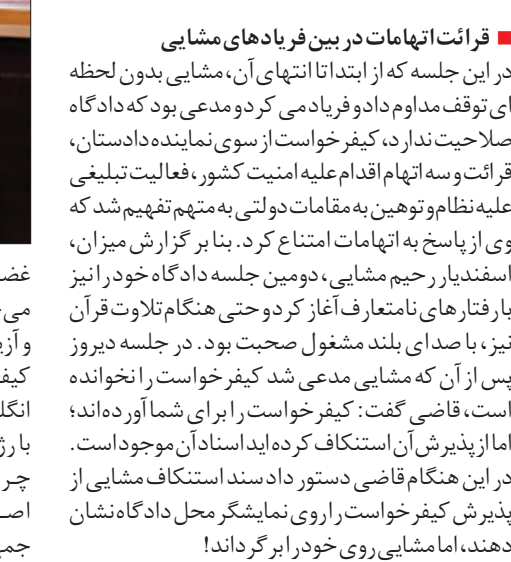 قرائت اتهامات در بین فریادهای مشایی
در این جلسه که از ابتدا تا انتهای آن، مشایی بدون لحظه
ای توقف مداوم داد و فریاد می کرد و مدعی بود که دادگاه
صلاحیت ندارد، کیفرخواست از سوی نماینده دادستان،
قرائت و سه اتهام اقدام علیه امنیت کشور، فعالیت تبلیغی
علیه نظام و توهین به مقامات دولتی به متهم تفهیم شد که
وی از پاسخ به اتهامات امتناع کرد. بنا بر گزارش میزان،
اسفندیار رحیم مشایی، دومین جلسه دادگاه خود را نیز
با رفتارهای نامتعارف آغاز کرد و حتی هنگام تلاوت قرآن
نیز، با صدای بلند مشغول صحبت بود. در جلسه دیروز
پس از آن که مشایی مدعی شد کیفرخواست را نخوانده
است، قاضی گفت: کیفرخواست را برای شما آورده‌اند؛
اما از پذیرش آن استنکاف کرده اید اسناد آن موجود است.
در این هنگام قاضی دستور داد سند استنکاف مشایی از
پذیرش کیفرخواست را روی نمایشگر محل دادگاه نشان
دهند، اما مشایی روی خود را برگرداند!